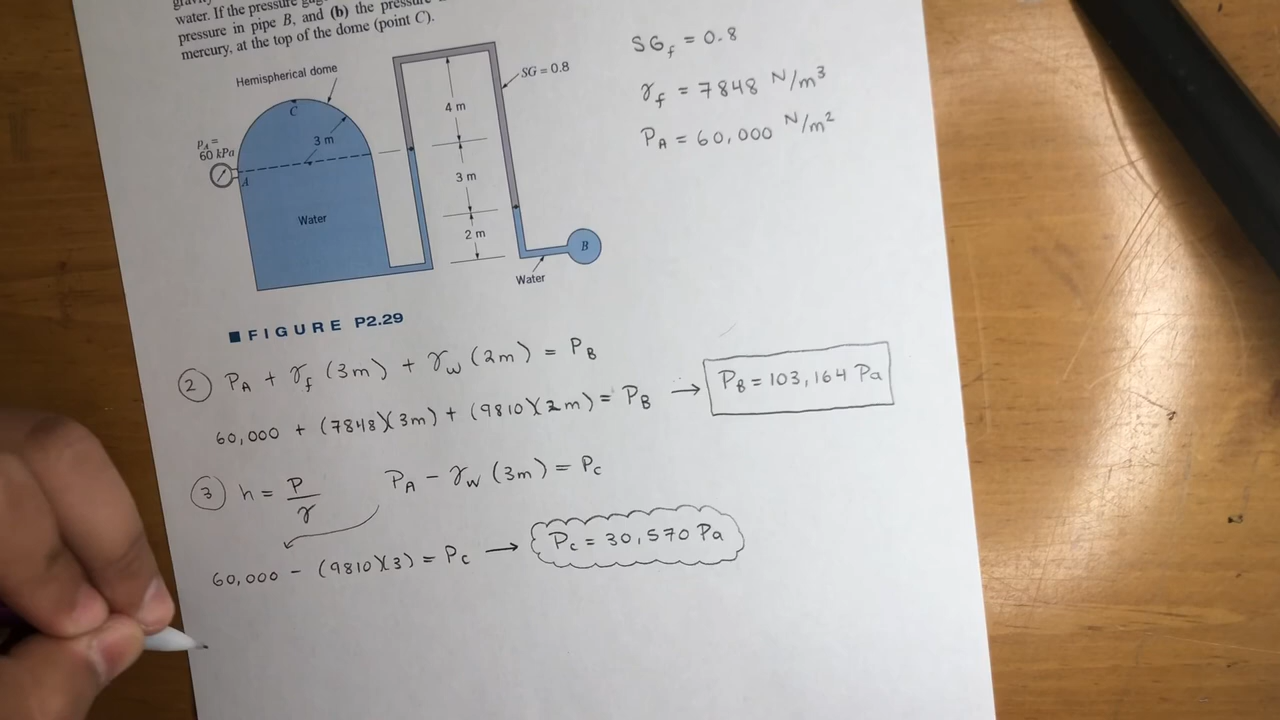 water. If the pressure
pressure in pipe B, and (b) the pressure
mercury, at the top of the dome (point C).
Hemispherical dome
C
pA =
60 kPa
3 m
A
Water
4 m
3 m
2 m
SG = 0.8
B
Water
■ FIGURE P2.29
SGf = 0.8
γf = 7848 N/m³
PA = 60,000 N/m²
② PA + γf (3m) + γw (2m) = PB
60,000 + (7848)(3m) + (9810)(2m) = PB → PB = 103,164 Pa
③ h = P/γ PA − γw (3m) = Pc
60,000 − (9810)(3) = Pc → Pc = 30,570 Pa